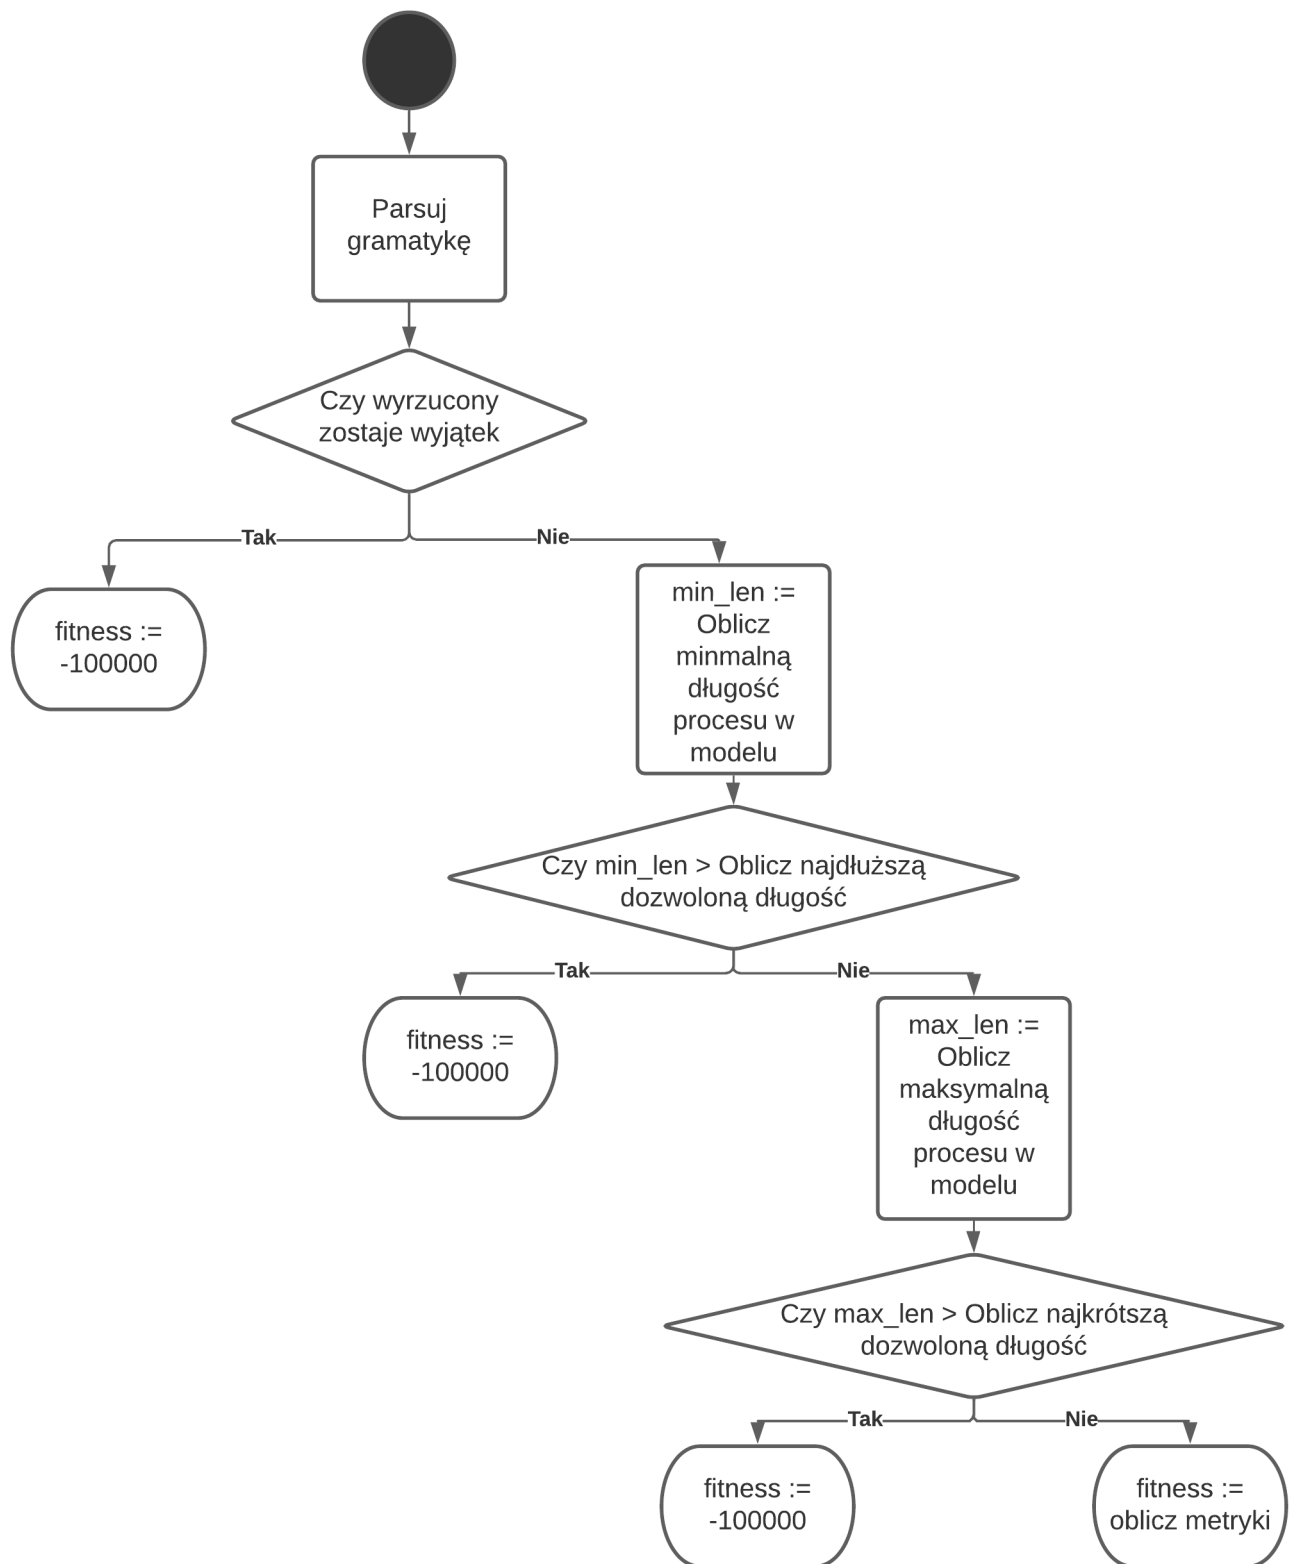 Parsuj
gramatykę
Czy wyrzucony
zostaje wyjątek
Tak
Nie
fitness :=
-100000
min_len :=
Oblicz
minmalną
długość
procesu w
modelu
Czy min_len > Oblicz najdłuższą
dozwoloną długość
Tak
Nie
fitness :=
-100000
max_len :=
Oblicz
maksymalną
długość
procesu w
modelu
Czy max_len > Oblicz najkrótszą
dozwoloną długość
Tak
Nie
fitness :=
-100000
fitness :=
oblicz metryki